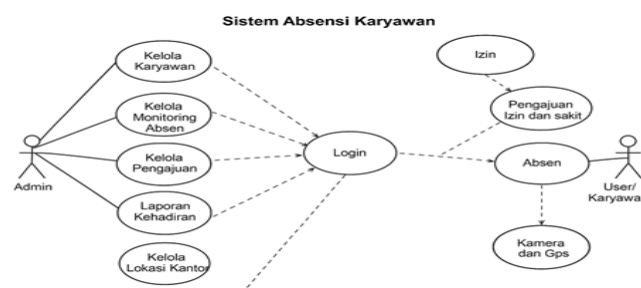 Sistem Absensi Karyawan
Kelola
Karyawan
Kelola
Monitoring
Absen
Kelola
Pengajuan
Laporan
Kehadiran
Kelola
Lokasi Kantor
Admin
Login
Izin
Pengajuan
Izin dan sakit
Absen
Kamera
dan Gps
User/
Karyawa